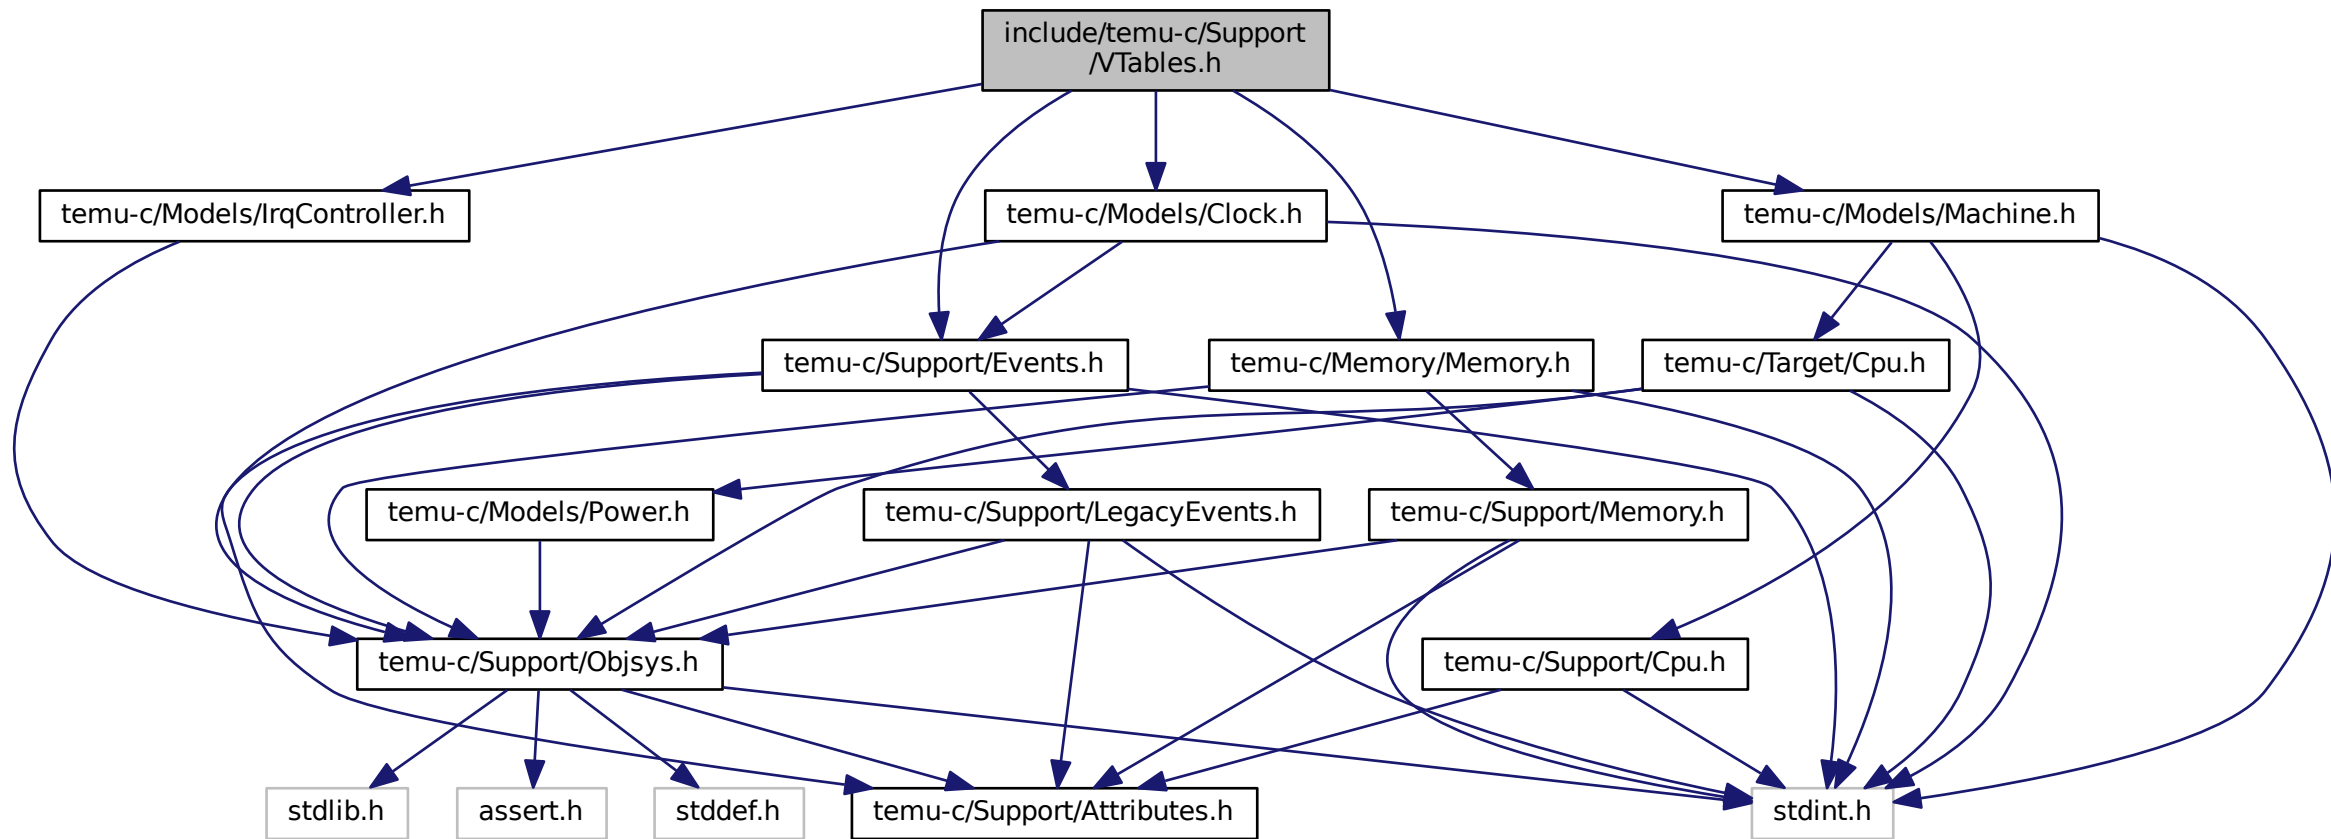 include/temu-c/Support
/VTables.h
temu-c/Models/IrqController.h
temu-c/Models/Clock.h
temu-c/Models/Machine.h
temu-c/Support/Events.h
temu-c/Memory/Memory.h
temu-c/Target/Cpu.h
temu-c/Models/Power.h
temu-c/Support/LegacyEvents.h
temu-c/Support/Memory.h
temu-c/Support/Objsys.h
temu-c/Support/Cpu.h
stdlib.h
assert.h
stddef.h
temu-c/Support/Attributes.h
stdint.h